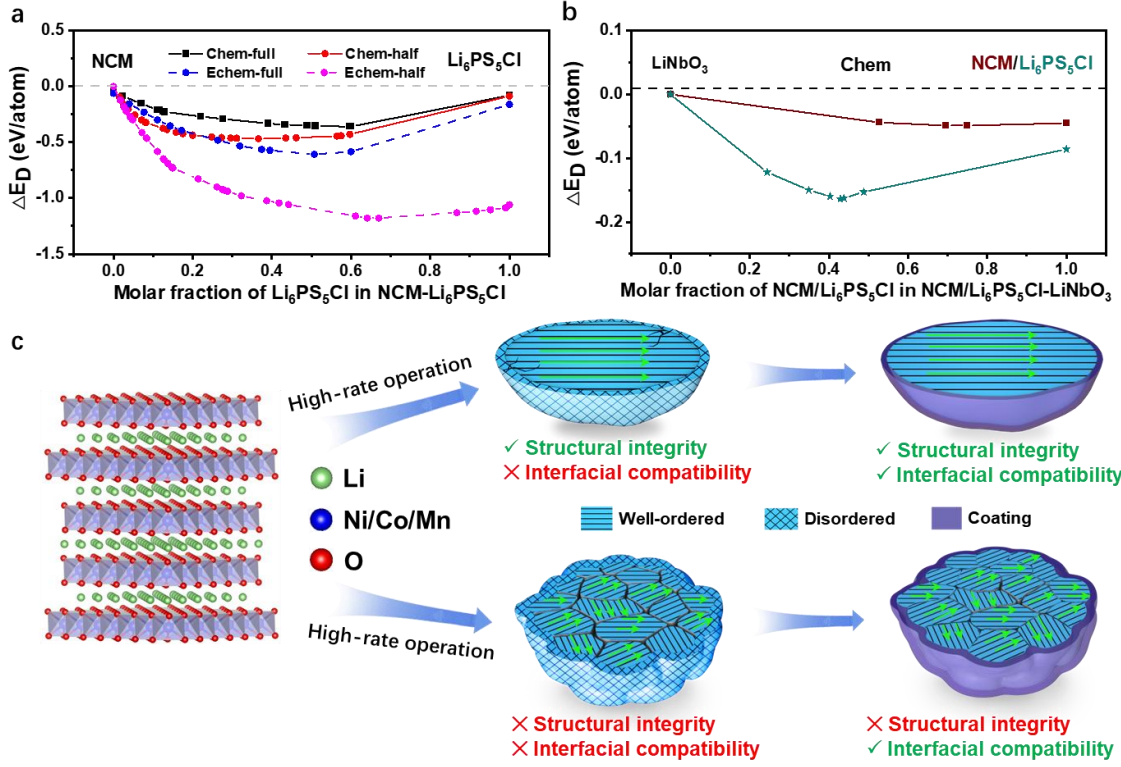 a
0.5
0.0
-0.5
-1.0
-1.5
ΔE_D (eV/atom)
NCM
Chem-full
Chem-half
Echem-full
Echem-half
Li₆PS₅Cl
0.0 0.2 0.4 0.6 0.8 1.0
Molar fraction of Li₆PS₅Cl in NCM-Li₆PS₅Cl
b
0.1
0.0
-0.1
-0.2
ΔE_D (eV/atom)
LiNbO₃
Chem
NCM/Li₆PS₅Cl
0.0 0.2 0.4 0.6 0.8 1.0
Molar fraction of NCM/Li₆PS₅Cl in NCM/Li₆PS₅Cl-LiNbO₃
c
High-rate operation
✓ Structural integrity
× Interfacial compatibility
✓ Structural integrity
✓ Interfacial compatibility
Li
Ni/Co/Mn
O
Well-ordered
Disordered
Coating
High-rate operation
× Structural integrity
× Interfacial compatibility
× Structural integrity
✓ Interfacial compatibility